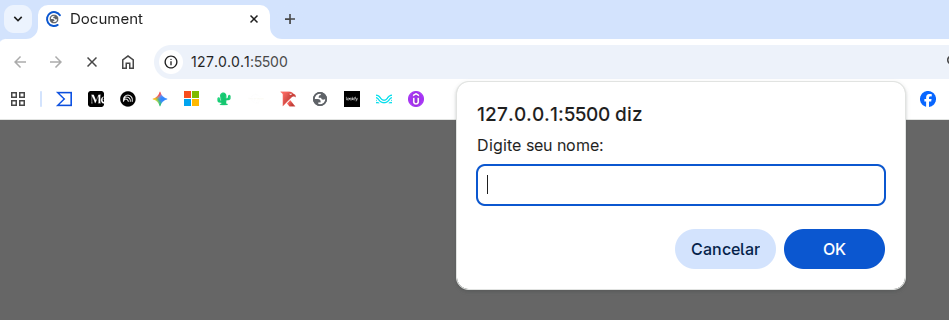 Document
127.0.0.1:5500
127.0.0.1:5500 diz
Digite seu nome:
Cancelar
OK